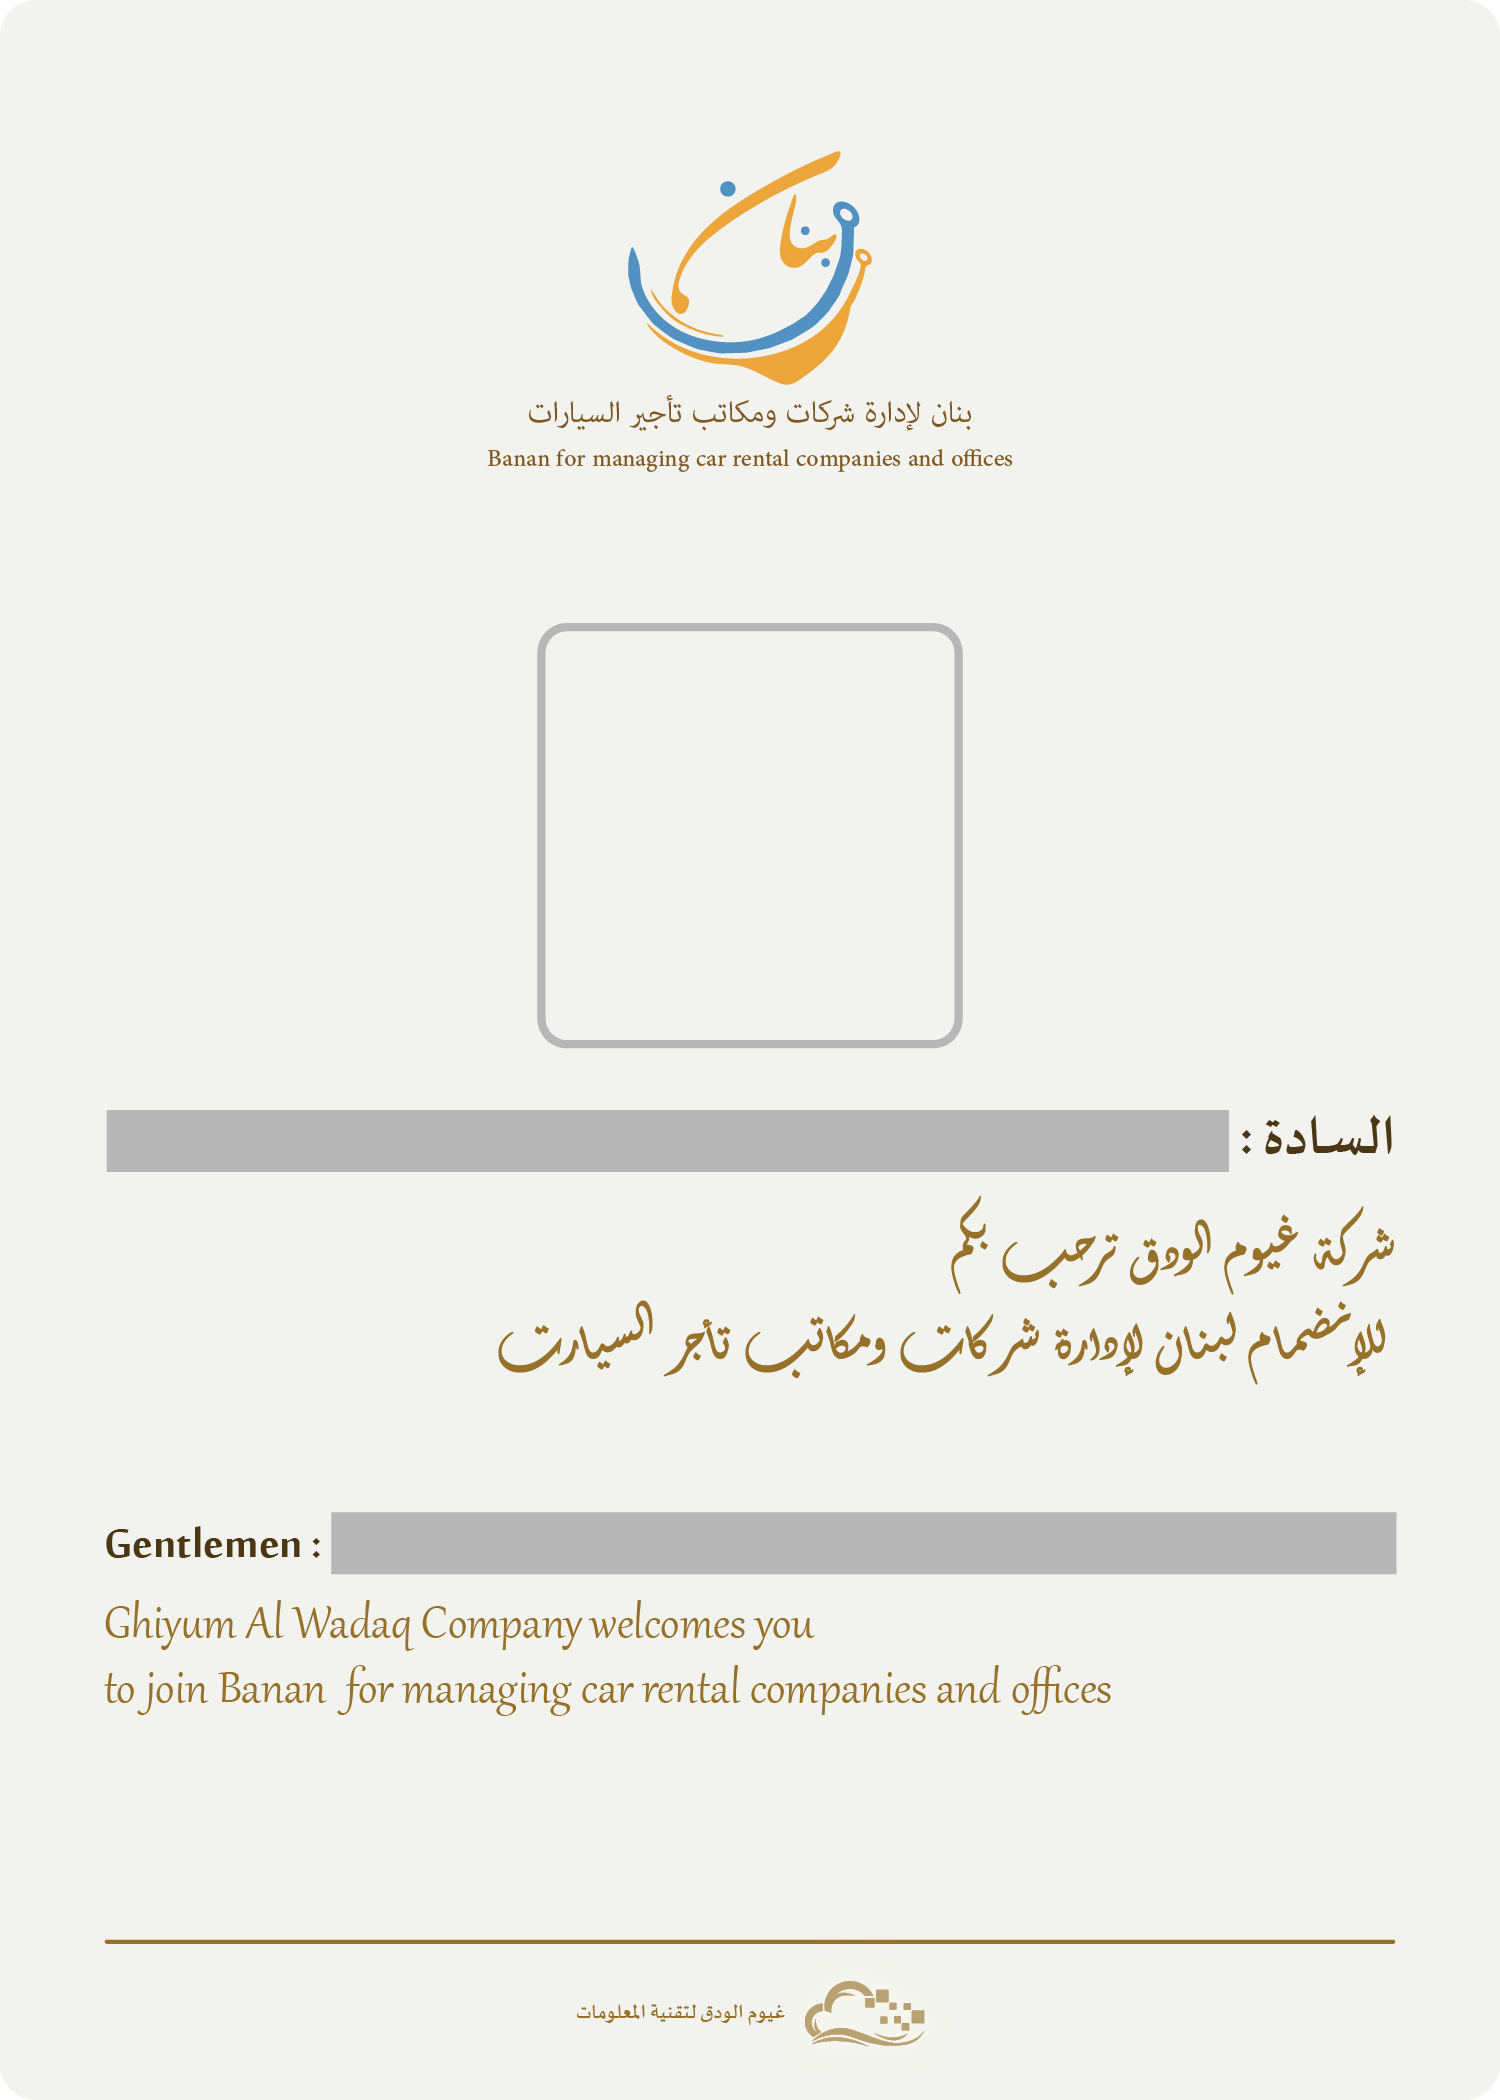 بنان
بنان لإدارة شركات ومكاتب تأجير السيارات
Banan for managing car rental companies and offices
السادة :
شركة غيوم الودق ترحب بكم
للإنضمام لبنان لإدارة شركات ومكاتب تأجر السيارت
Gentlemen :
Ghiyum Al Wadaq Company welcomes you
to join Banan for managing car rental companies and offices
غيوم الودق لتقنية المعلومات